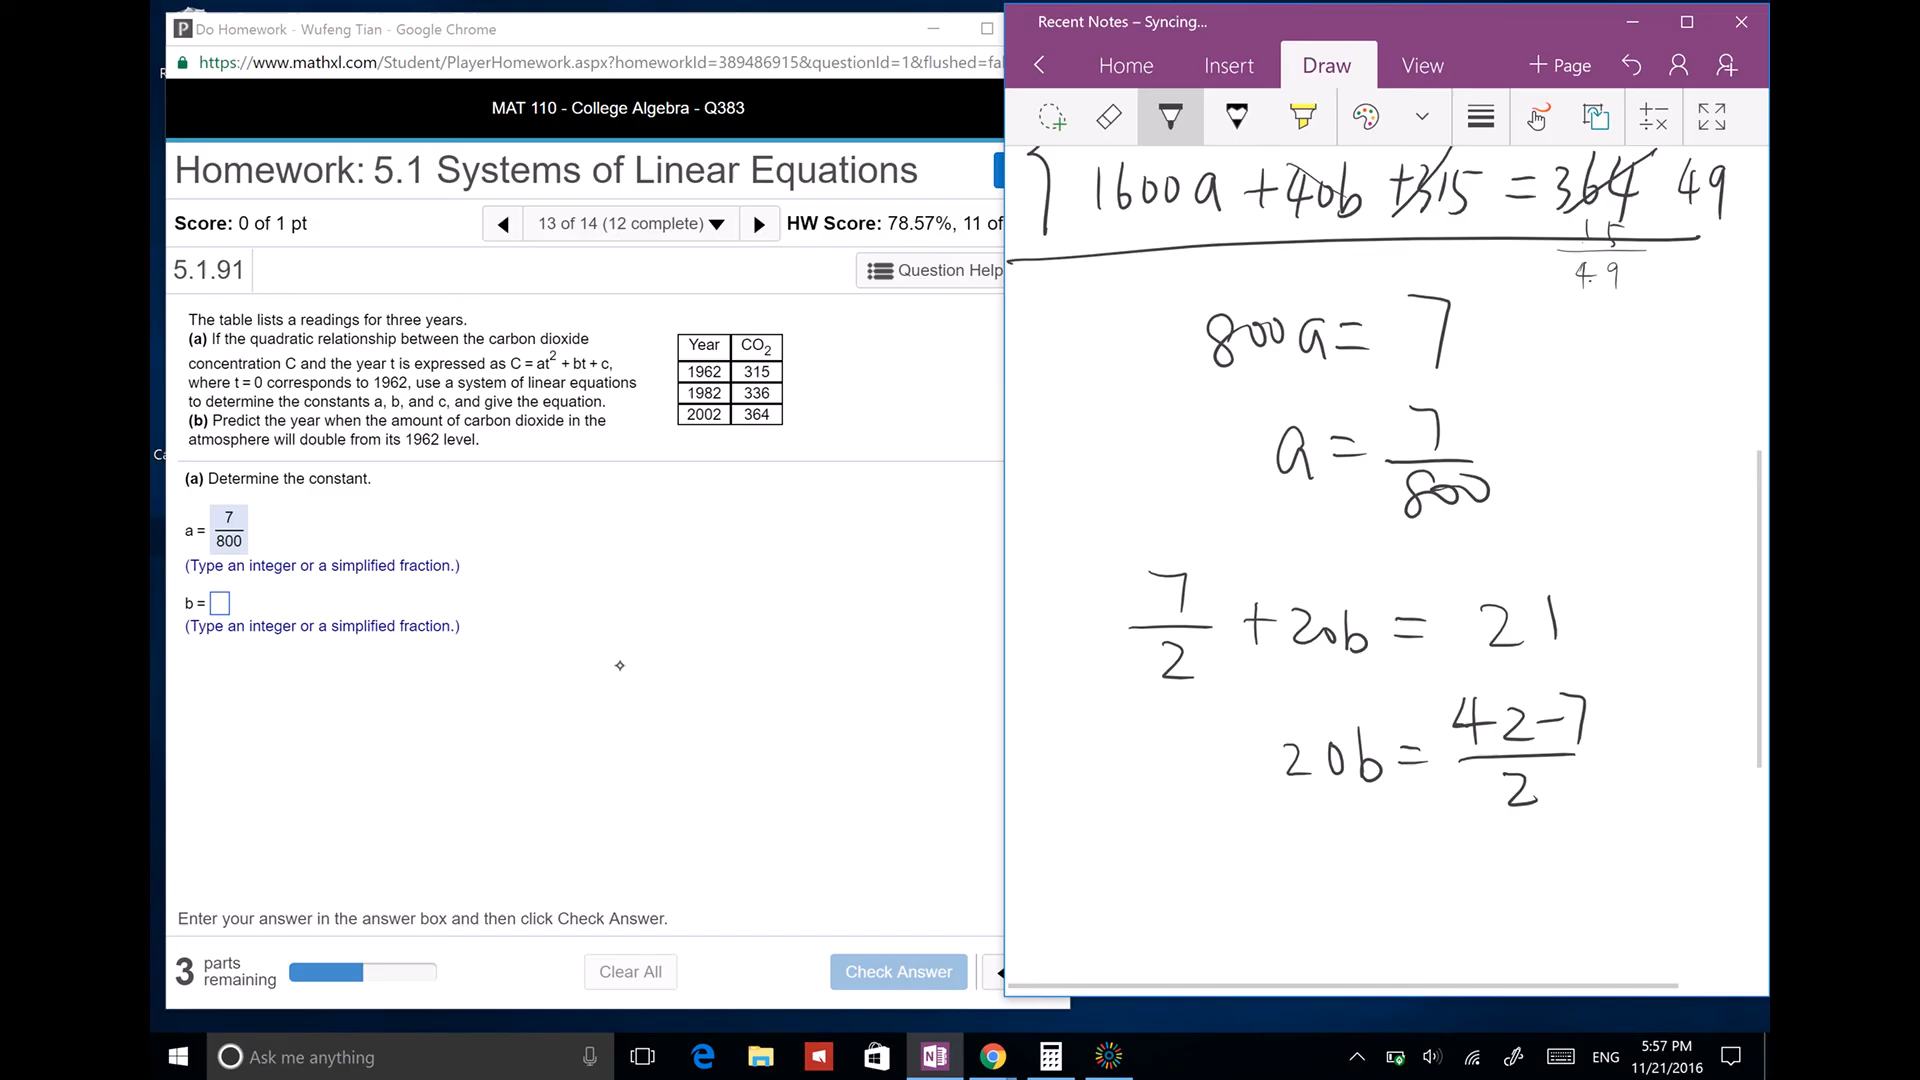 Do Homework - Wufeng Tian - Google Chrome
https://www.mathxl.com/Student/PlayerHomework.aspx?homeworkId=389486915&questionId=1&flushed=fa
MAT 110 - College Algebra - Q383
Homework: 5.1 Systems of Linear Equations
Score: 0 of 1 pt
13 of 14 (12 complete)
HW Score: 78.57%, 11 of
5.1.91
Question Help
The table lists a readings for three years.
(a) If the quadratic relationship between the carbon dioxide
concentration C and the year t is expressed as C = at² + bt + c,
where t = 0 corresponds to 1962, use a system of linear equations
to determine the constants a, b, and c, and give the equation.
(b) Predict the year when the amount of carbon dioxide in the
atmosphere will double from its 1962 level.
Year CO₂
1962 315
1982 336
2002 364
(a) Determine the constant.
a = 7/800
(Type an integer or a simplified fraction.)
b =
(Type an integer or a simplified fraction.)
Enter your answer in the answer box and then click Check Answer.
3 parts remaining
Clear All
Check Answer
Recent Notes – Syncing...
Home Insert Draw View
+ Page
1600a + 40b + 315 = 364 49
15
49
800a = 7
a = 7/800
7/2 + 20b = 21
20b = (42-7)/2
Ask me anything
ENG
5:57 PM
11/21/2016